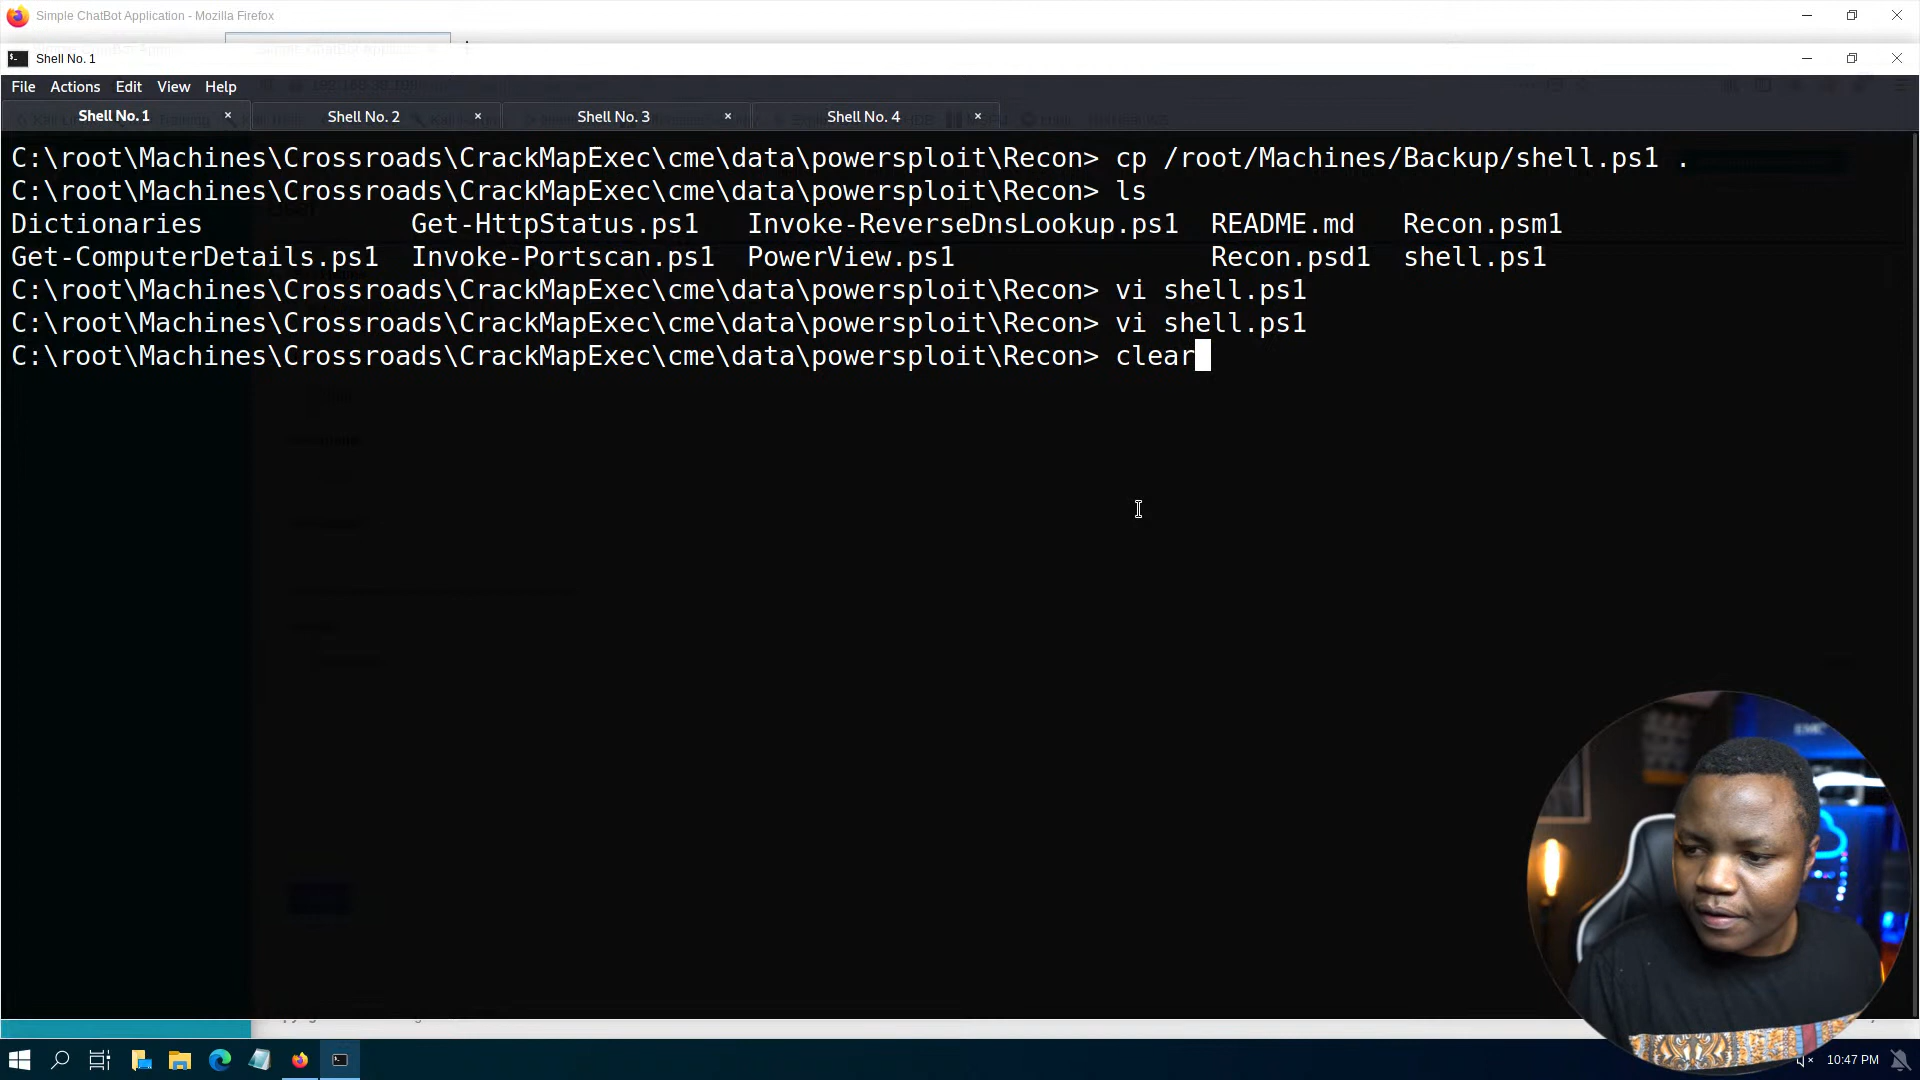 Simple ChatBot Application - Mozilla Firefox
Shell No. 1
File Actions Edit View Help
Shell No. 1 × Shell No. 2 × Shell No. 3 × Shell No. 4 ×
C:\root\Machines\Crossroads\CrackMapExec\cme\data\powersploit\Recon> cp /root/Machines/Backup/shell.ps1 .
C:\root\Machines\Crossroads\CrackMapExec\cme\data\powersploit\Recon> ls
Dictionaries Get-HttpStatus.ps1 Invoke-ReverseDnsLookup.ps1 README.md Recon.psm1
Get-ComputerDetails.ps1 Invoke-Portscan.ps1 PowerView.ps1 Recon.psd1 shell.ps1
C:\root\Machines\Crossroads\CrackMapExec\cme\data\powersploit\Recon> vi shell.ps1
C:\root\Machines\Crossroads\CrackMapExec\cme\data\powersploit\Recon> vi shell.ps1
C:\root\Machines\Crossroads\CrackMapExec\cme\data\powersploit\Recon> clear
10:47 PM